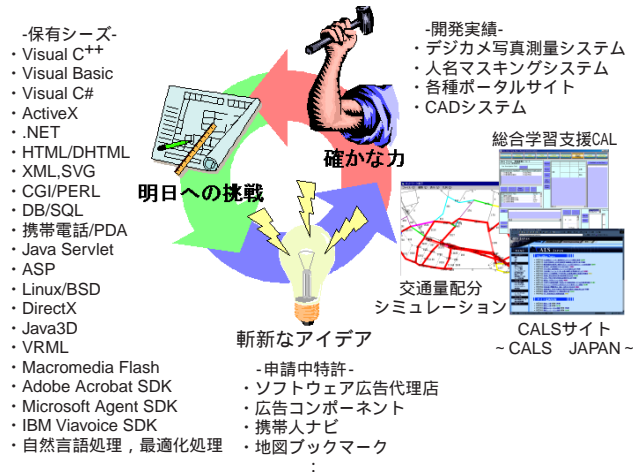 -保有シーズ-
・Visual C++
・Visual Basic
・Visual C#
・ActiveX
・.NET
・HTML/DHTML
・XML,SVG
・CGI/PERL
・DB/SQL
・携帯電話/PDA
・Java Servlet
・ASP
・Linux/BSD
・DirectX
・Java3D
・VRML
・Macromedia Flash
・Adobe Acrobat SDK
・Microsoft Agent SDK
・IBM Viavoice SDK
・自然言語処理，最適化処理
明日への挑戦
確かな力
斬新なアイデア
-申請中特許-
・ソフトウェア広告代理店
・広告コンポーネント
・携帯人ナビ
・地図ブックマーク
：
-開発実績-
・デジカメ写真測量システム
・人名マスキングシステム
・各種ポータルサイト
・CADシステム
総合学習支援CAL
交通量配分
シミュレーション
CALSサイト
~ CALS JAPAN ~